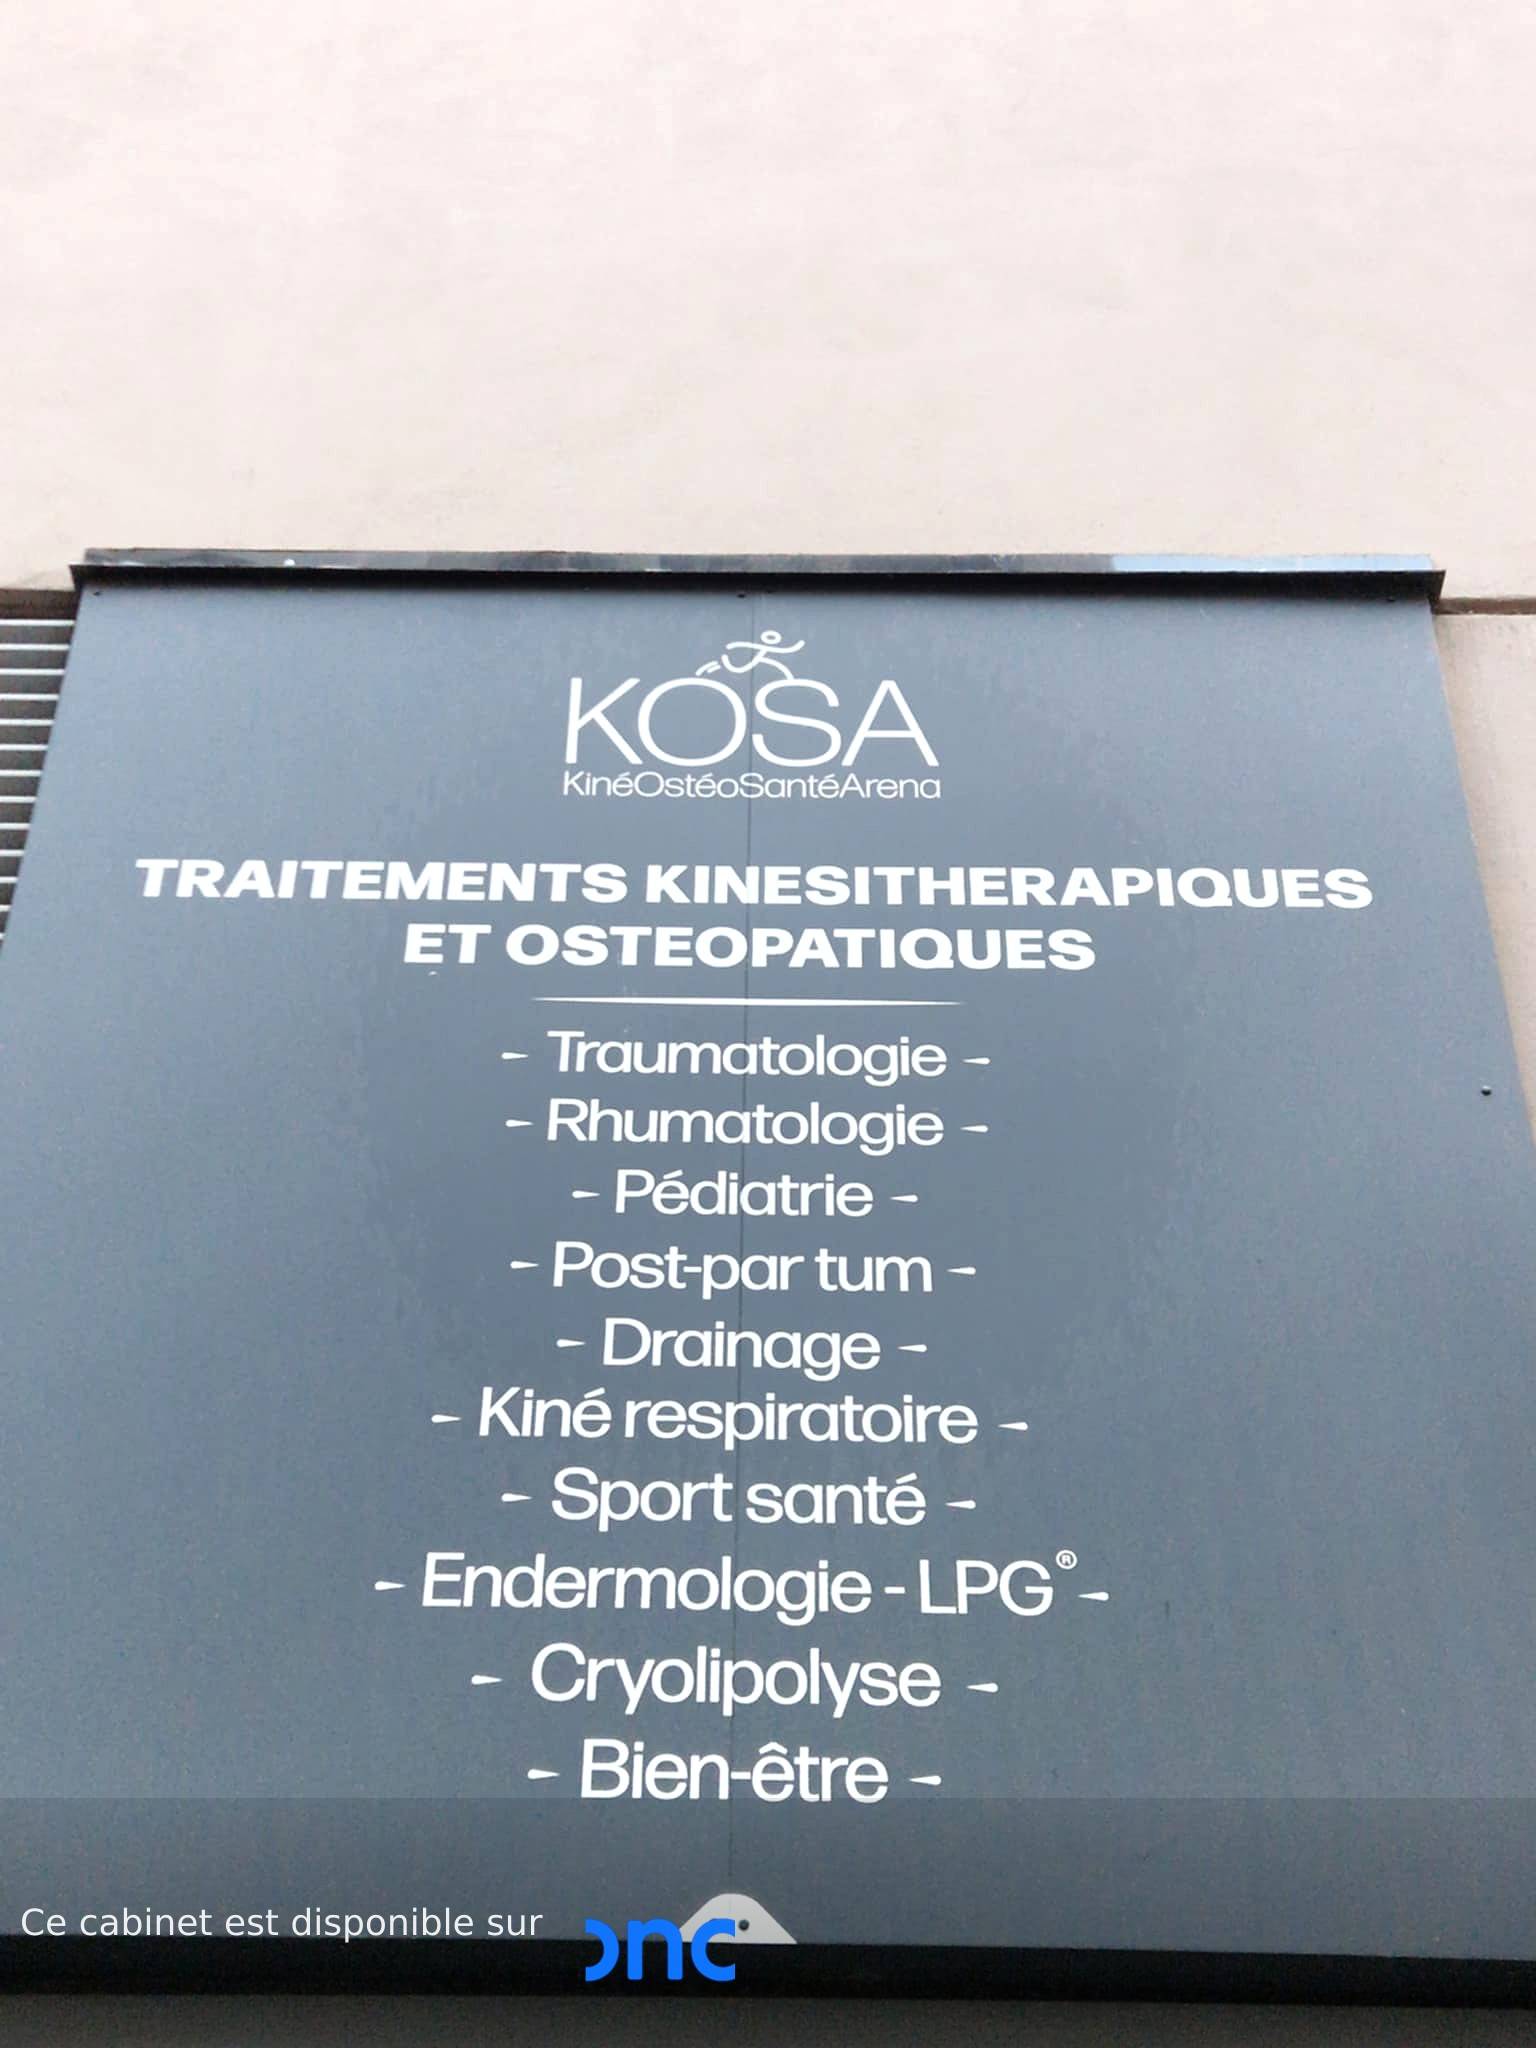 KOSA
KinéOstéoSantéArena
TRAITEMENTS KINESITHERAPIQUES
ET OSTEOPATIQUES
- Traumatologie -
- Rhumatologie -
- Pédiatrie -
- Post-par tum -
- Drainage -
- Kiné respiratoire -
- Sport santé -
- Endermologie - LPG® -
- Cryolipolyse -
- Bien-être -
Ce cabinet est disponible sur